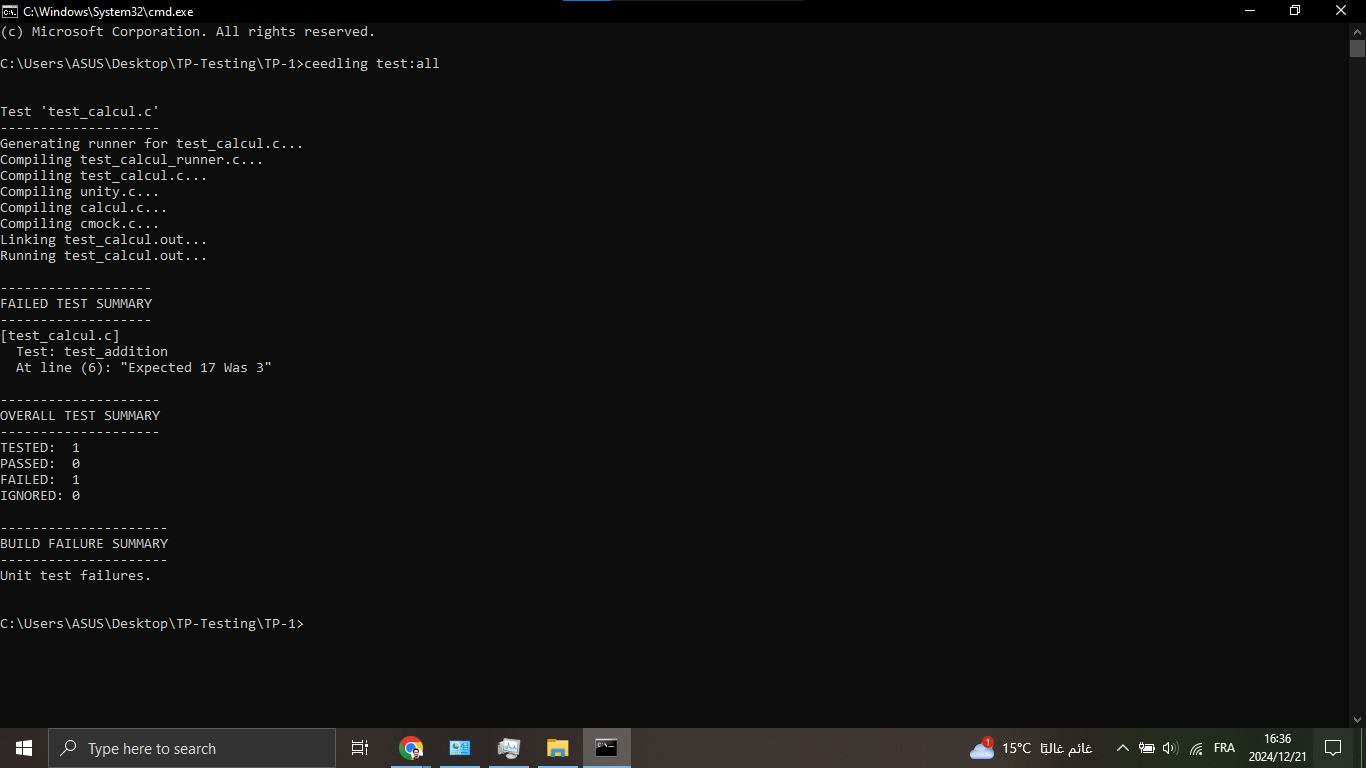 C:\Windows\System32\cmd.exe
(c) Microsoft Corporation. All rights reserved.
C:\Users\ASUS\Desktop\TP-Testing\TP-1>ceedling test:all
Test 'test_calcul.c'
--------------------
Generating runner for test_calcul.c...
Compiling test_calcul_runner.c...
Compiling test_calcul.c...
Compiling unity.c...
Compiling calcul.c...
Compiling cmock.c...
Linking test_calcul.out...
Running test_calcul.out...
-------------------
FAILED TEST SUMMARY
-------------------
[test_calcul.c]
  Test: test_addition
  At line (6): "Expected 17 Was 3"
--------------------
OVERALL TEST SUMMARY
--------------------
TESTED:  1
PASSED:  0
FAILED:  1
IGNORED: 0
---------------------
BUILD FAILURE SUMMARY
---------------------
Unit test failures.
C:\Users\ASUS\Desktop\TP-Testing\TP-1>
Type here to search
1
15°C غائم غالبًا
FRA
16:36
2024/12/21